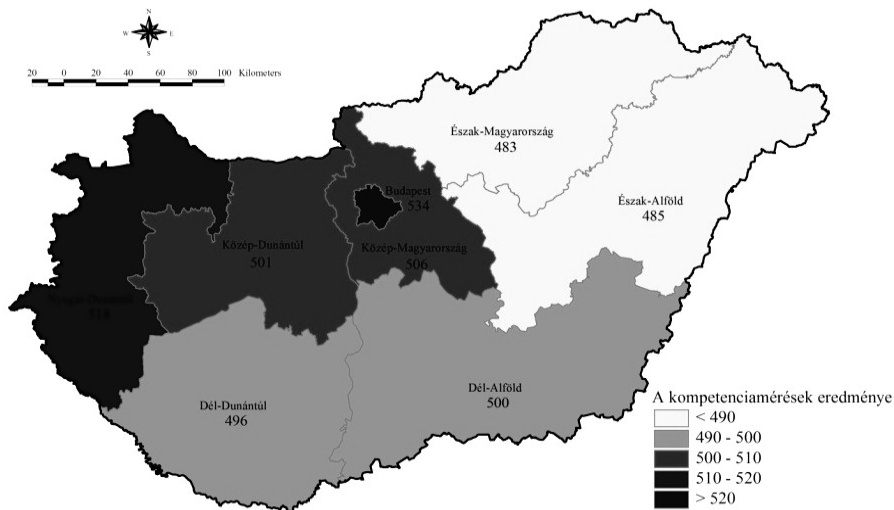 N
W E
S
20 0 20 40 60 80 100 Kilometers
Észak-Magyarország
483
Észak-Alföld
485
Budapest
534
Közép-Magyarország
506
Közép-Dunántúl
501
Nyugat-Dunántúl
Dél-Dunántúl
496
Dél-Alföld
500
A kompetenciamérések eredménye
< 490
490 - 500
500 - 510
510 - 520
> 520